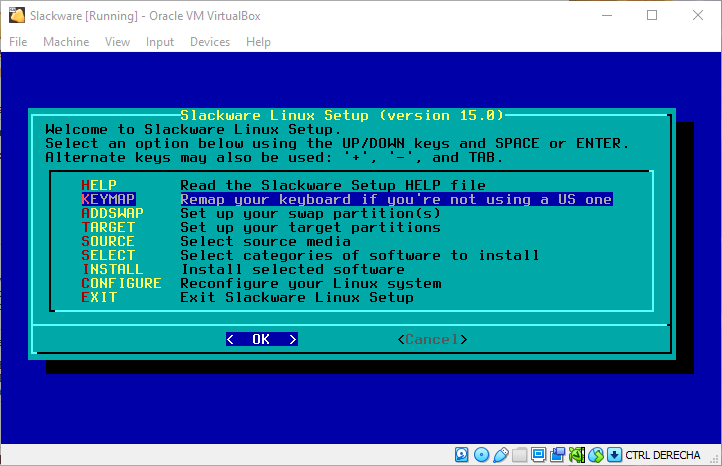 Slackware [Running] - Oracle VM VirtualBox
File Machine View Input Devices Help
Slackware Linux Setup (version 15.0)
Welcome to Slackware Linux Setup.
Select an option below using the UP/DOWN keys and SPACE or ENTER.
Alternate keys may also be used: '+', '-', and TAB.
HELP Read the Slackware Setup HELP file
KEYMAP Remap your keyboard if you're not using a US one
ADDSWAP Set up your swap partition(s)
TARGET Set up your target partitions
SOURCE Select source media
SELECT Select categories of software to install
INSTALL Install selected software
CONFIGURE Reconfigure your Linux system
EXIT Exit Slackware Linux Setup
< OK > <Cancel>
CTRL DERECHA